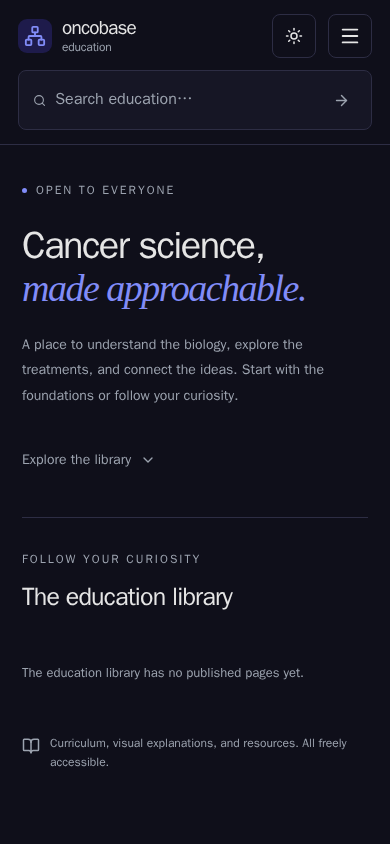 oncobase
education
Search education···
OPEN TO EVERYONE
Cancer science,
made approachable.
A place to understand the biology, explore the
treatments, and connect the ideas. Start with the
foundations or follow your curiosity.
Explore the library
FOLLOW YOUR CURIOSITY
The education library
The education library has no published pages yet.
Curriculum, visual explanations, and resources. All freely
accessible.